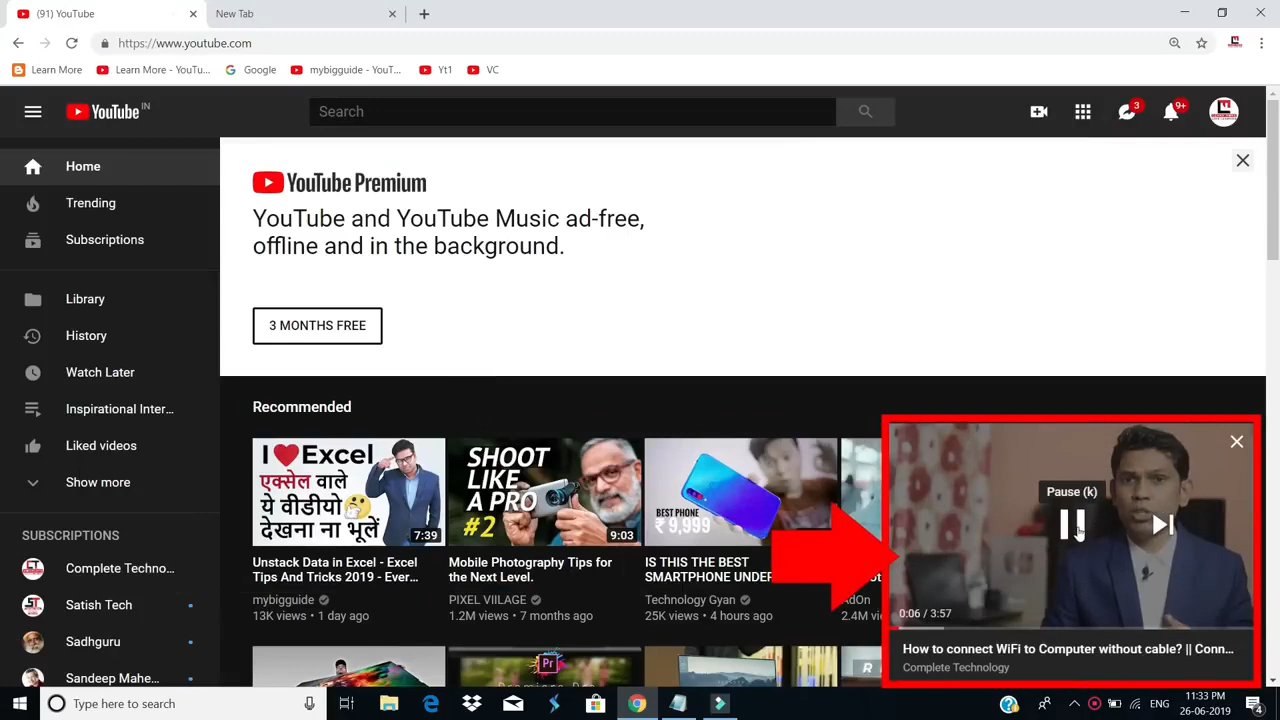 (91) YouTube
New Tab
https://www.youtube.com
Learn More
Learn More - YouTu...
Google
mybigguide - YouT...
Yt1
VC
YouTube IN
Search
3
9+
Home
Trending
Subscriptions
Library
History
Watch Later
Inspirational Inter...
Liked videos
Show more
SUBSCRIPTIONS
Complete Techno...
Satish Tech
Sadhguru
Sandeep Mahe...
YouTube Premium
YouTube and YouTube Music ad-free,
offline and in the background.
3 MONTHS FREE
Recommended
I Excel
एक्सेल वाले
ये वीडियो
देखना ना भूलें
7:39
Unstack Data in Excel - Excel
Tips And Tricks 2019 - Ever...
mybigguide
13K views • 1 day ago
SHOOT
LIKE
A PRO
#2
9:03
Mobile Photography Tips for
the Next Level.
PIXEL VIILAGE
1.2M views • 7 months ago
BEST PHONE
₹ 9,999
IS THIS THE BEST
SMARTPHONE UNDER
Technology Gyan
25K views • 4 hours ago
AdOn
2.4M
Pr
Pause (k)
0:06 / 3:57
How to connect WiFi to Computer without cable? || Conn...
Complete Technology
Type here to search
ENG
11:33 PM
26-06-2019
4